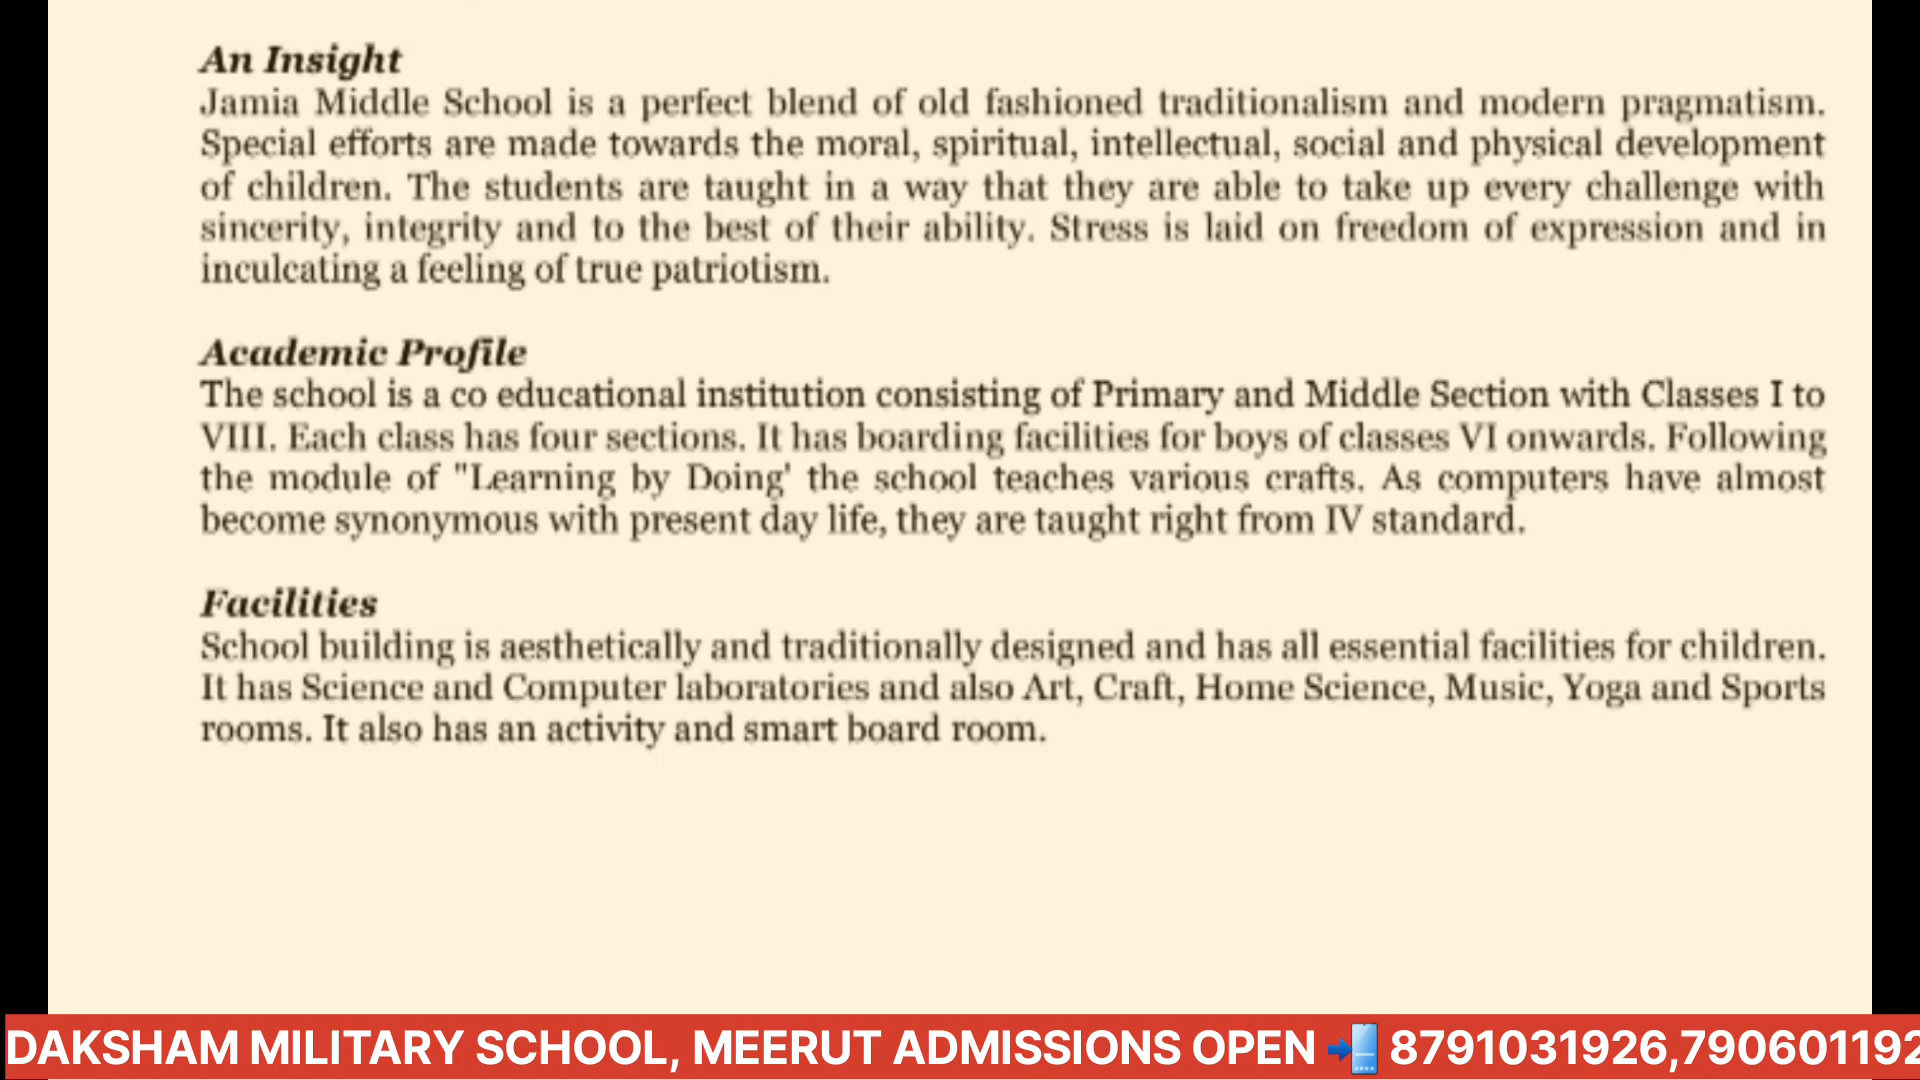 An Insight
Jamia Middle School is a perfect blend of old fashioned traditionalism and modern pragmatism.
Special efforts are made towards the moral, spiritual, intellectual, social and physical development
of children. The students are taught in a way that they are able to take up every challenge with
sincerity, integrity and to the best of their ability. Stress is laid on freedom of expression and in
inculcating a feeling of true patriotism.
Academic Profile
The school is a co educational institution consisting of Primary and Middle Section with Classes I to
VIII. Each class has four sections. It has boarding facilities for boys of classes VI onwards. Following
the module of "Learning by Doing' the school teaches various crafts. As computers have almost
become synonymous with present day life, they are taught right from IV standard.
Facilities
School building is aesthetically and traditionally designed and has all essential facilities for children.
It has Science and Computer laboratories and also Art, Craft, Home Science, Music, Yoga and Sports
rooms. It also has an activity and smart board room.
DAKSHAM MILITARY SCHOOL, MEERUT ADMISSIONS OPEN 📲 8791031926,790601192